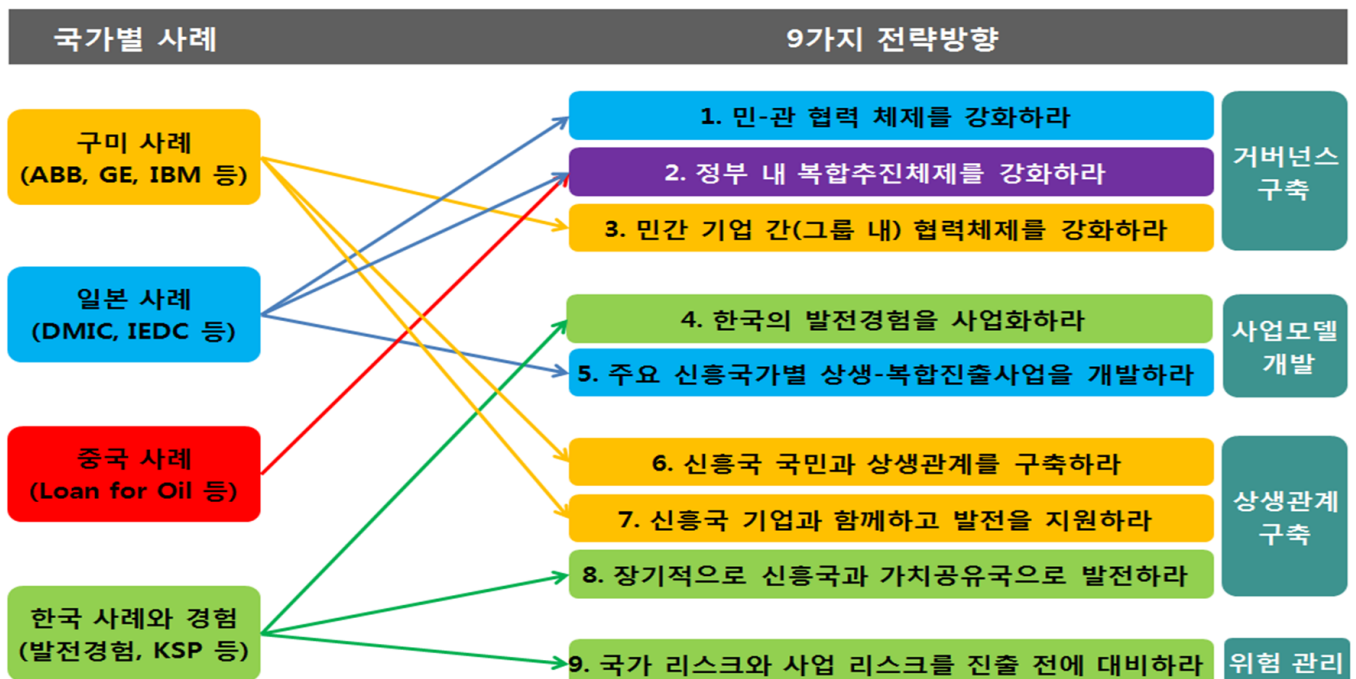 국가별 사례
9가지 전략방향
구미 사례
(ABB, GE, IBM 등)
일본 사례
(DMIC, IEDC 등)
중국 사례
(Loan for Oil 등)
한국 사례와 경험
(발전경험, KSP 등)
1. 민-관 협력 체제를 강화하라
2. 정부 내 복합추진체제를 강화하라
3. 민간 기업 간(그룹 내) 협력체제를 강화하라
거버넌스
구축
4. 한국의 발전경험을 사업화하라
5. 주요 신흥국가별 상생-복합진출사업을 개발하라
사업모델
개발
6. 신흥국 국민과 상생관계를 구축하라
7. 신흥국 기업과 함께하고 발전을 지원하라
8. 장기적으로 신흥국과 가치공유국으로 발전하라
상생관계
구축
9. 국가 리스크와 사업 리스크를 진출 전에 대비하라
위험 관리